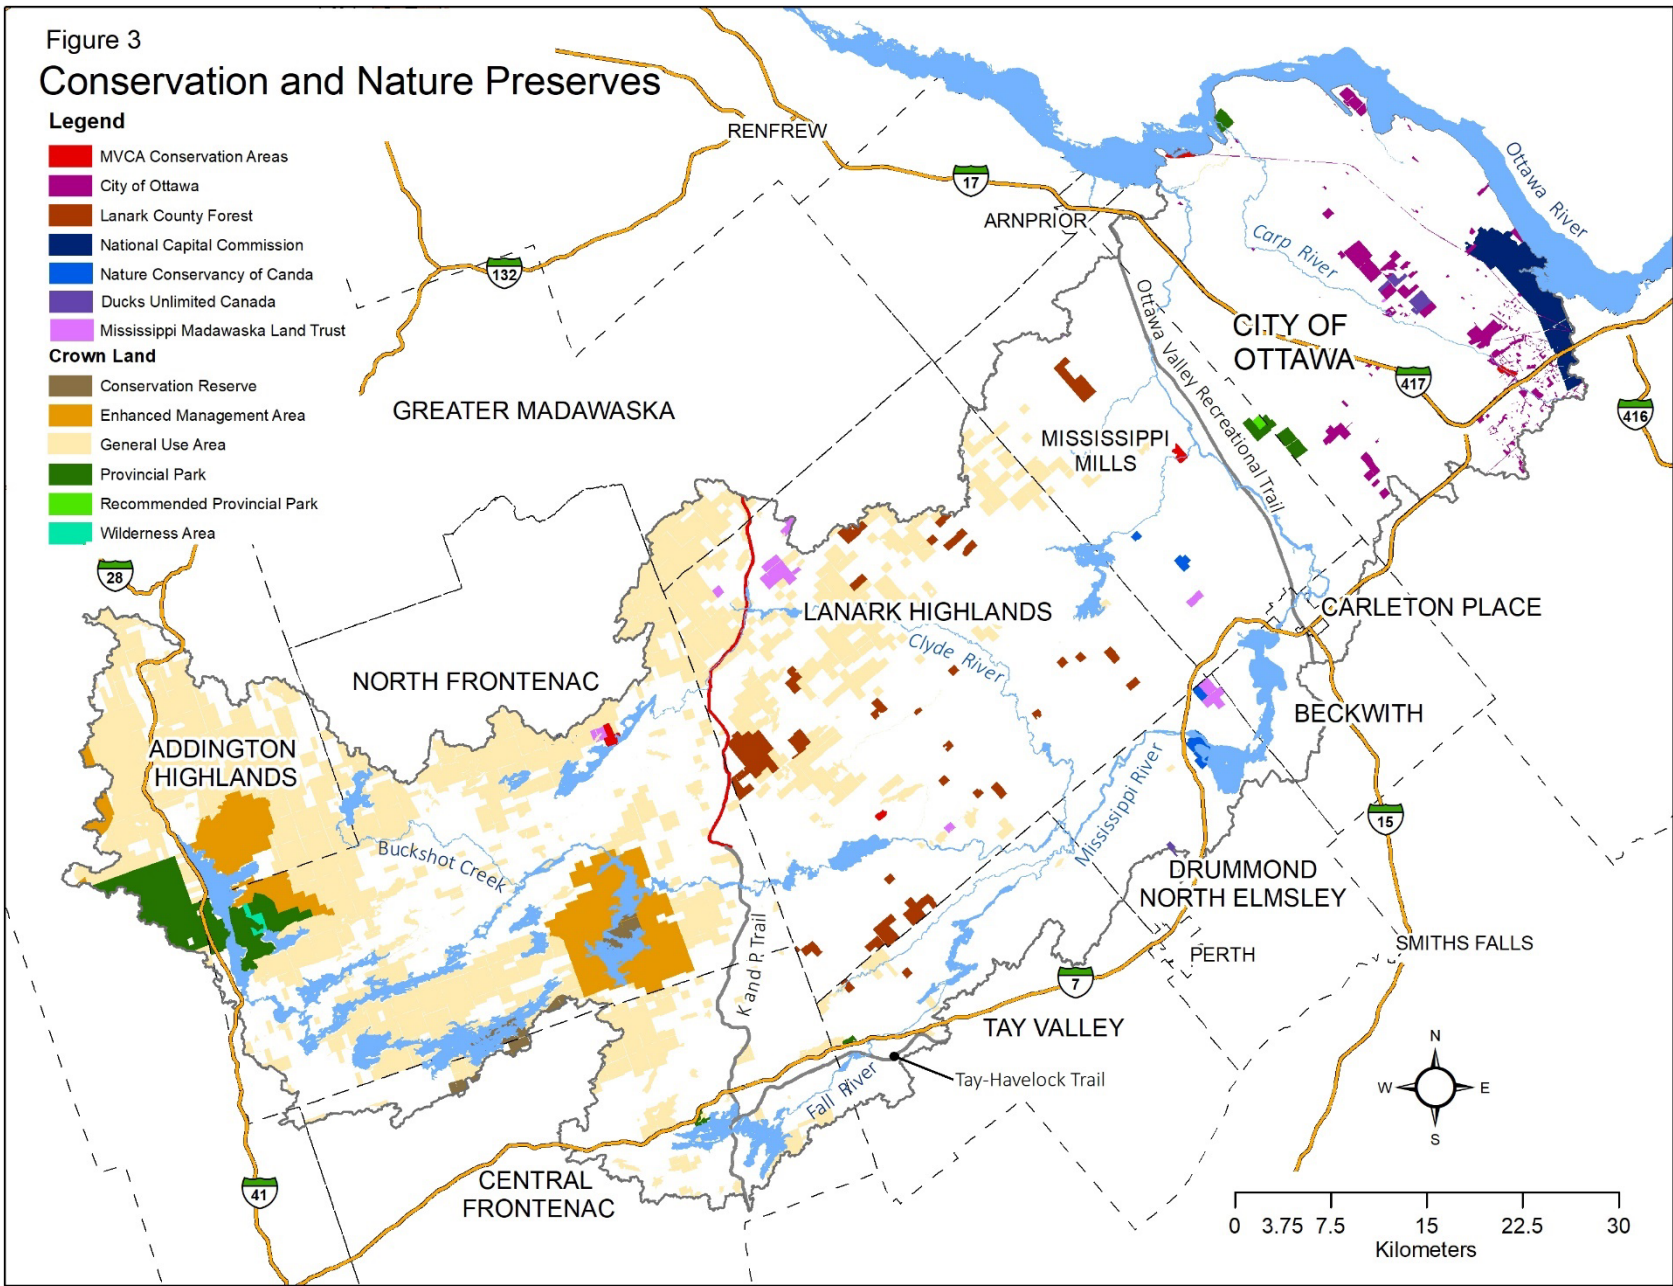 Figure 3
Conservation and Nature Preserves
Legend
MVCA Conservation Areas
City of Ottawa
Lanark County Forest
National Capital Commission
Nature Conservancy of Canda
Ducks Unlimited Canada
Mississippi Madawaska Land Trust
Crown Land
Conservation Reserve
Enhanced Management Area
General Use Area
Provincial Park
Recommended Provincial Park
Wilderness Area
RENFREW
17
ARNPRIOR
132
Ottawa River
Carp River
CITY OF
OTTAWA
417
416
Ottawa Valley Recreational Trail
GREATER MADAWASKA
MISSISSIPPI
MILLS
28
LANARK HIGHLANDS
CARLETON PLACE
Clyde River
NORTH FRONTENAC
BECKWITH
ADDINGTON
HIGHLANDS
Mississippi River
15
Buckshot Creek
DRUMMOND
NORTH ELMSLEY
K and P Trail
PERTH
SMITHS FALLS
7
TAY VALLEY
Tay-Havelock Trail
Fall River
N
W
E
S
41
CENTRAL
FRONTENAC
0 3.75 7.5 15 22.5 30
Kilometers